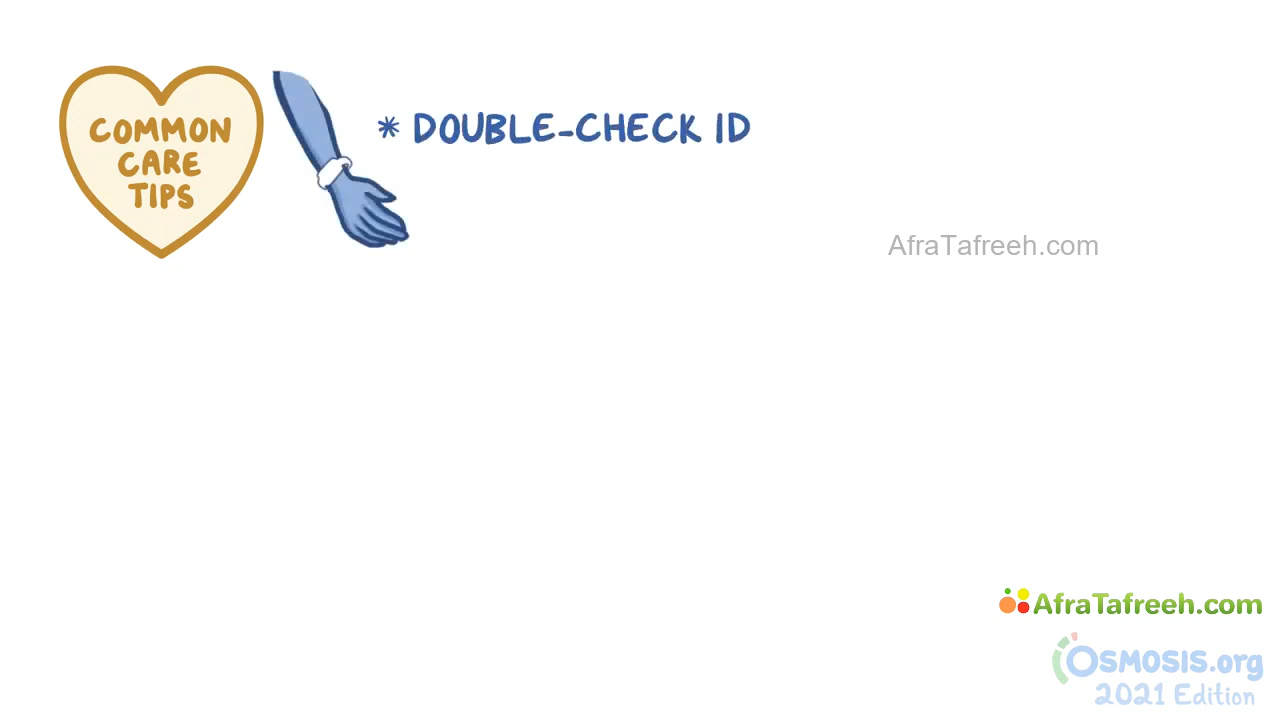 COMMON
CARE
TIPS
* DOUBLE-CHECK ID
AfraTafreeh.com
AfraTafreeh.com
OSMOSIS.org
2021 Edition